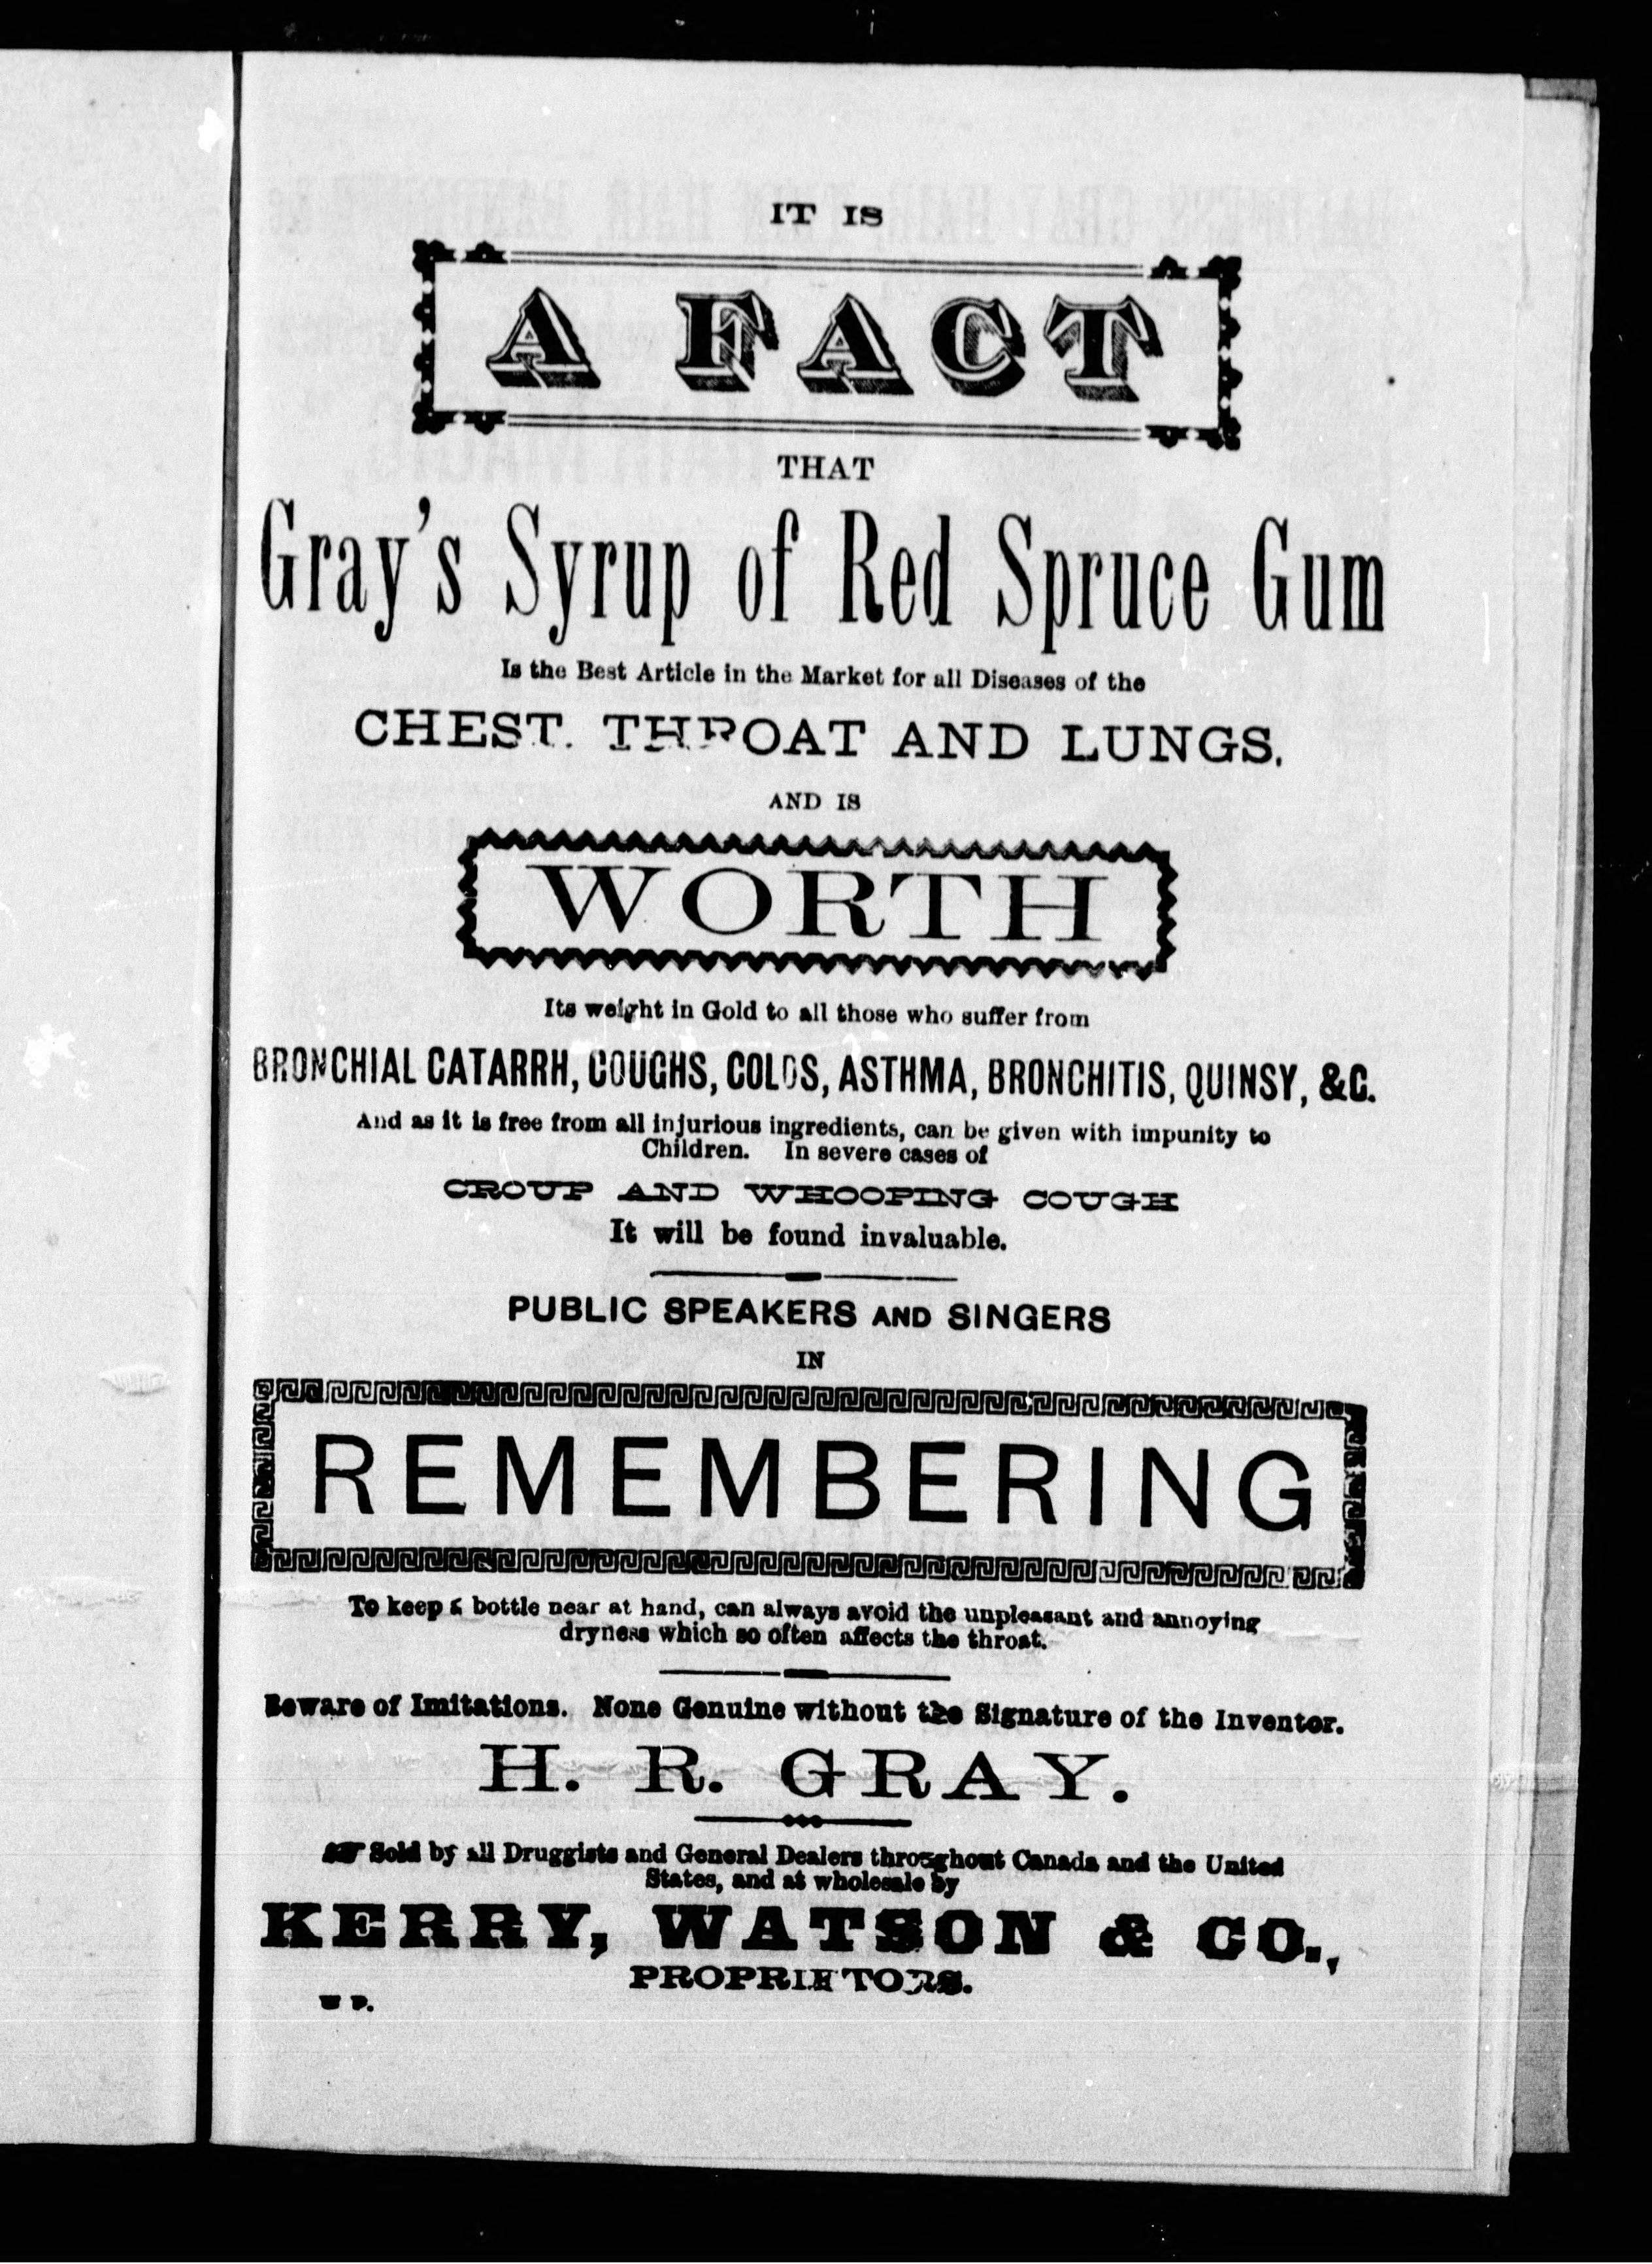 IT IS
A FACT
THAT
Gray's Syrup of Red Spruce Gum
Is the Best Article in the Market for all Diseases of the
CHEST. THROAT AND LUNGS.
AND IS
WORTH
Its weight in Gold to all those who suffer from
BRONCHIAL CATARRH, COUGHS, COLDS, ASTHMA, BRONCHITIS, QUINSY, &C.
And as it is free from all injurious ingredients, can be given with impunity to
Children. In severe cases of
CROUP AND WHOOPING COUGH
It will be found invaluable.
PUBLIC SPEAKERS AND SINGERS
IN
REMEMBERING
To keep a bottle near at hand, can always avoid the unpleasant and annoying
dryness which so often affects the throat.
Beware of Imitations. None Genuine without the Signature of the Inventor.
H. R. GRAY.
Sold by all Druggists and General Dealers throughout Canada and the United
States, and at wholesale by
KERRY, WATSON & CO.,
PROPRIETORS.